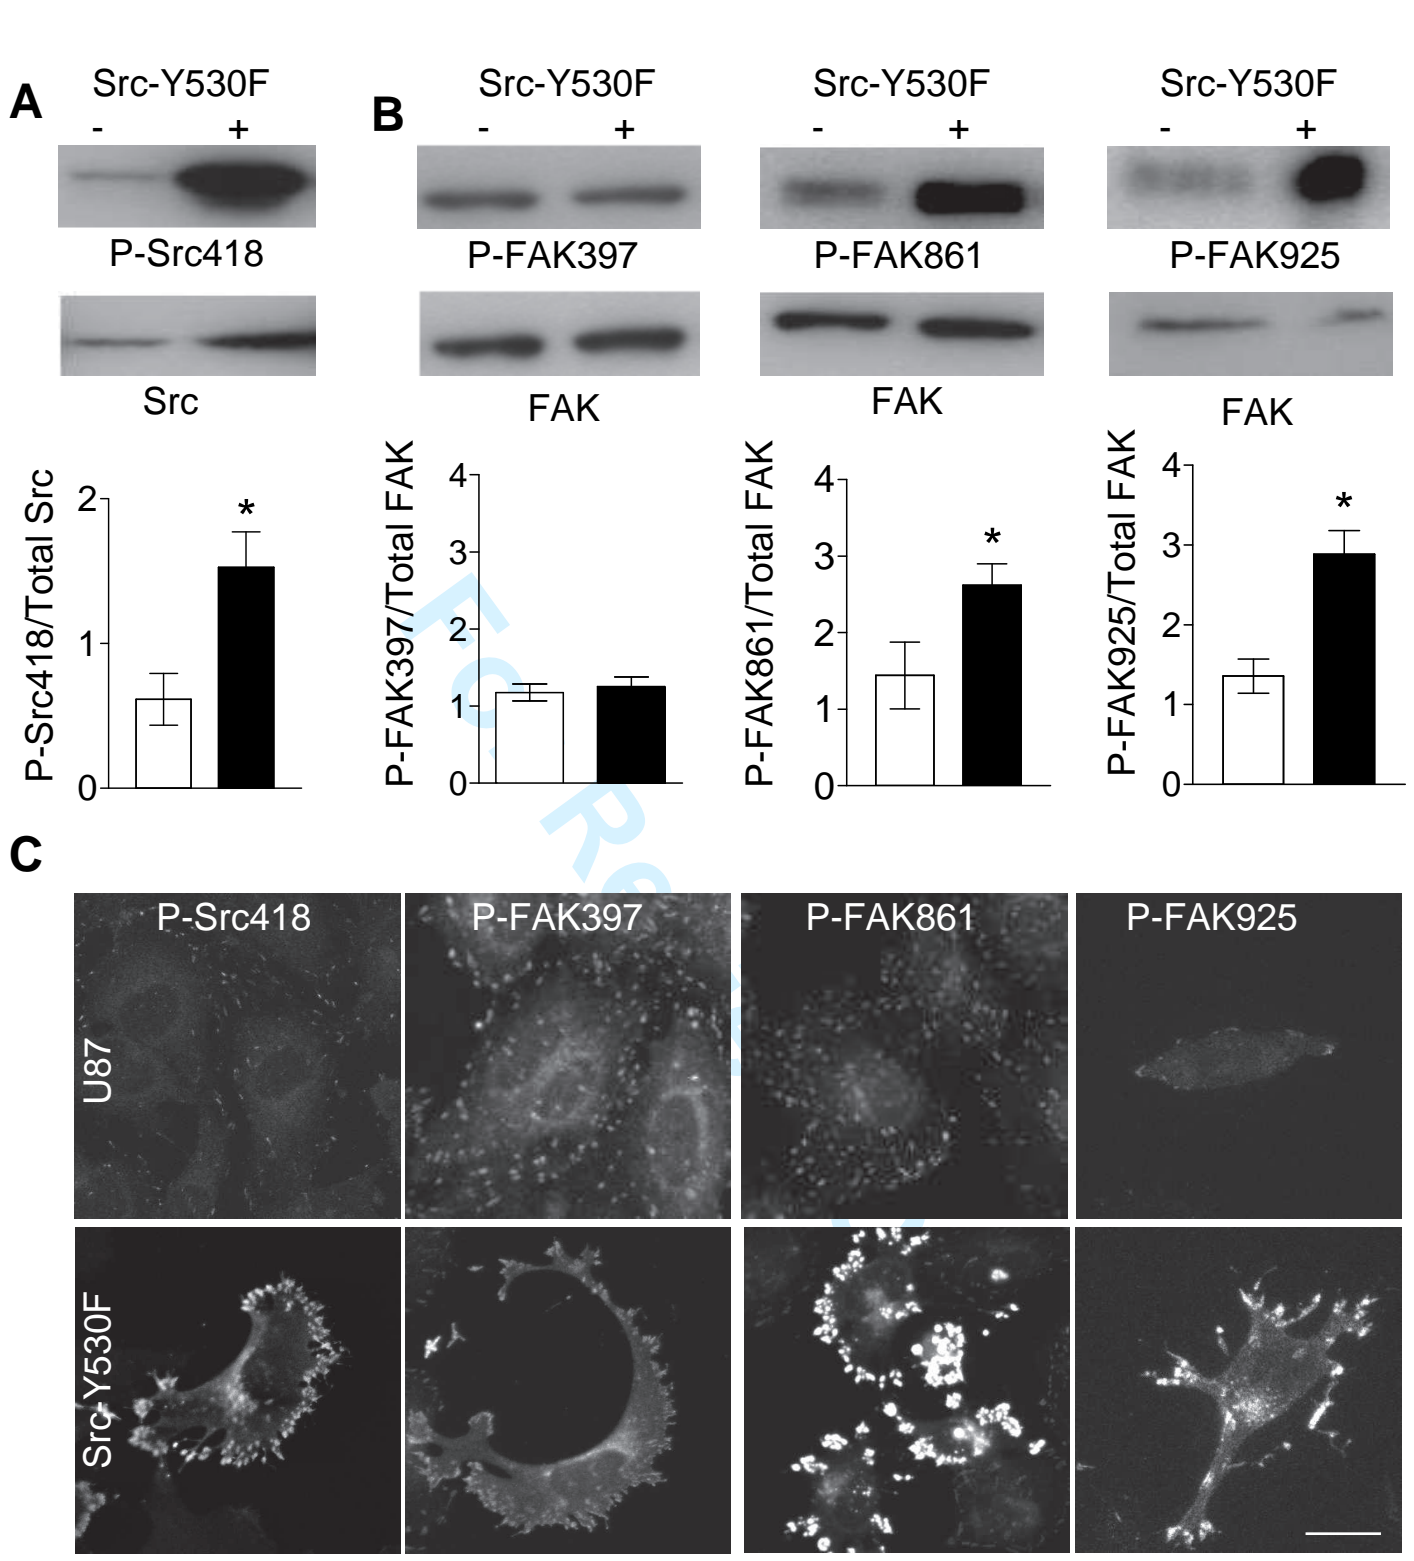 A
Src-Y530F
- +
P-Src418
Src
P-Src418/Total Src
2
1
0
*
B
Src-Y530F
- +
P-FAK397
FAK
P-FAK397/Total FAK
4
3
2
1
0
Src-Y530F
- +
P-FAK861
FAK
P-FAK861/Total FAK
4
3
2
1
0
*
Src-Y530F
- +
P-FAK925
FAK
P-FAK925/Total FAK
4
3
2
1
0
*
C
P-Src418 P-FAK397 P-FAK861 P-FAK925
U87
Src-Y530F